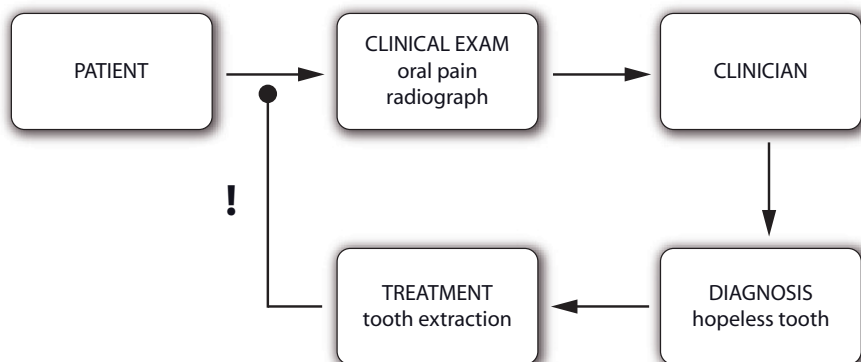 PATIENT
CLINICAL EXAM
oral pain
radiograph
CLINICIAN
!
TREATMENT
tooth extraction
DIAGNOSIS
hopeless tooth